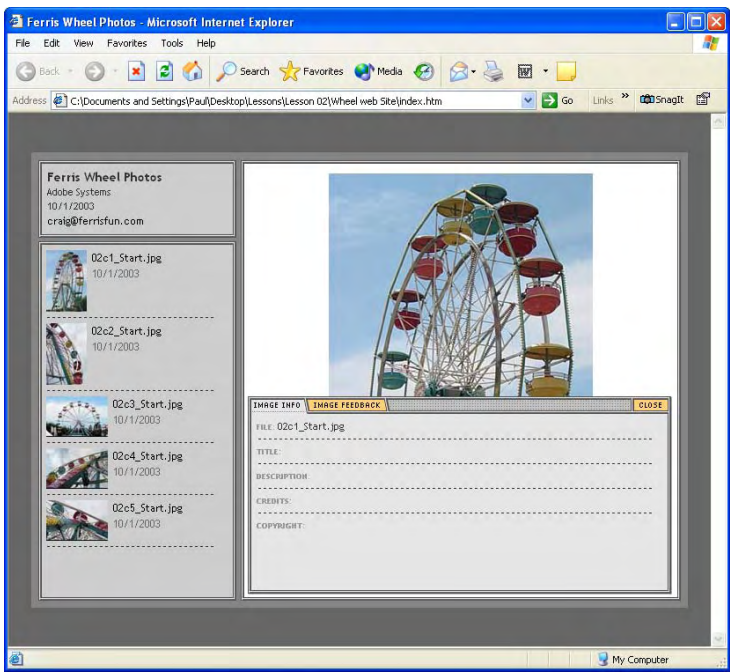 Ferris Wheel Photos - Microsoft Internet Explorer
File Edit View Favorites Tools Help
Back Search Favorites Media
Address C:\Documents and Settings\Paul\Desktop\Lessons\Lesson 02\Wheel web Site\index.htm Go Links » SnagIt
Ferris Wheel Photos
Adobe Systems
10/1/2003
craig@ferrisfun.com
02c1_Start.jpg
10/1/2003
02c2_Start.jpg
10/1/2003
02c3_Start.jpg
10/1/2003
02c4_Start.jpg
10/1/2003
02c5_Start.jpg
10/1/2003
IMAGE INFO IMAGE FEEDBACK CLOSE
FILE: 02c1_Start.jpg
TITLE:
DESCRIPTION
CREDITS:
COPYRIGHT:
My Computer